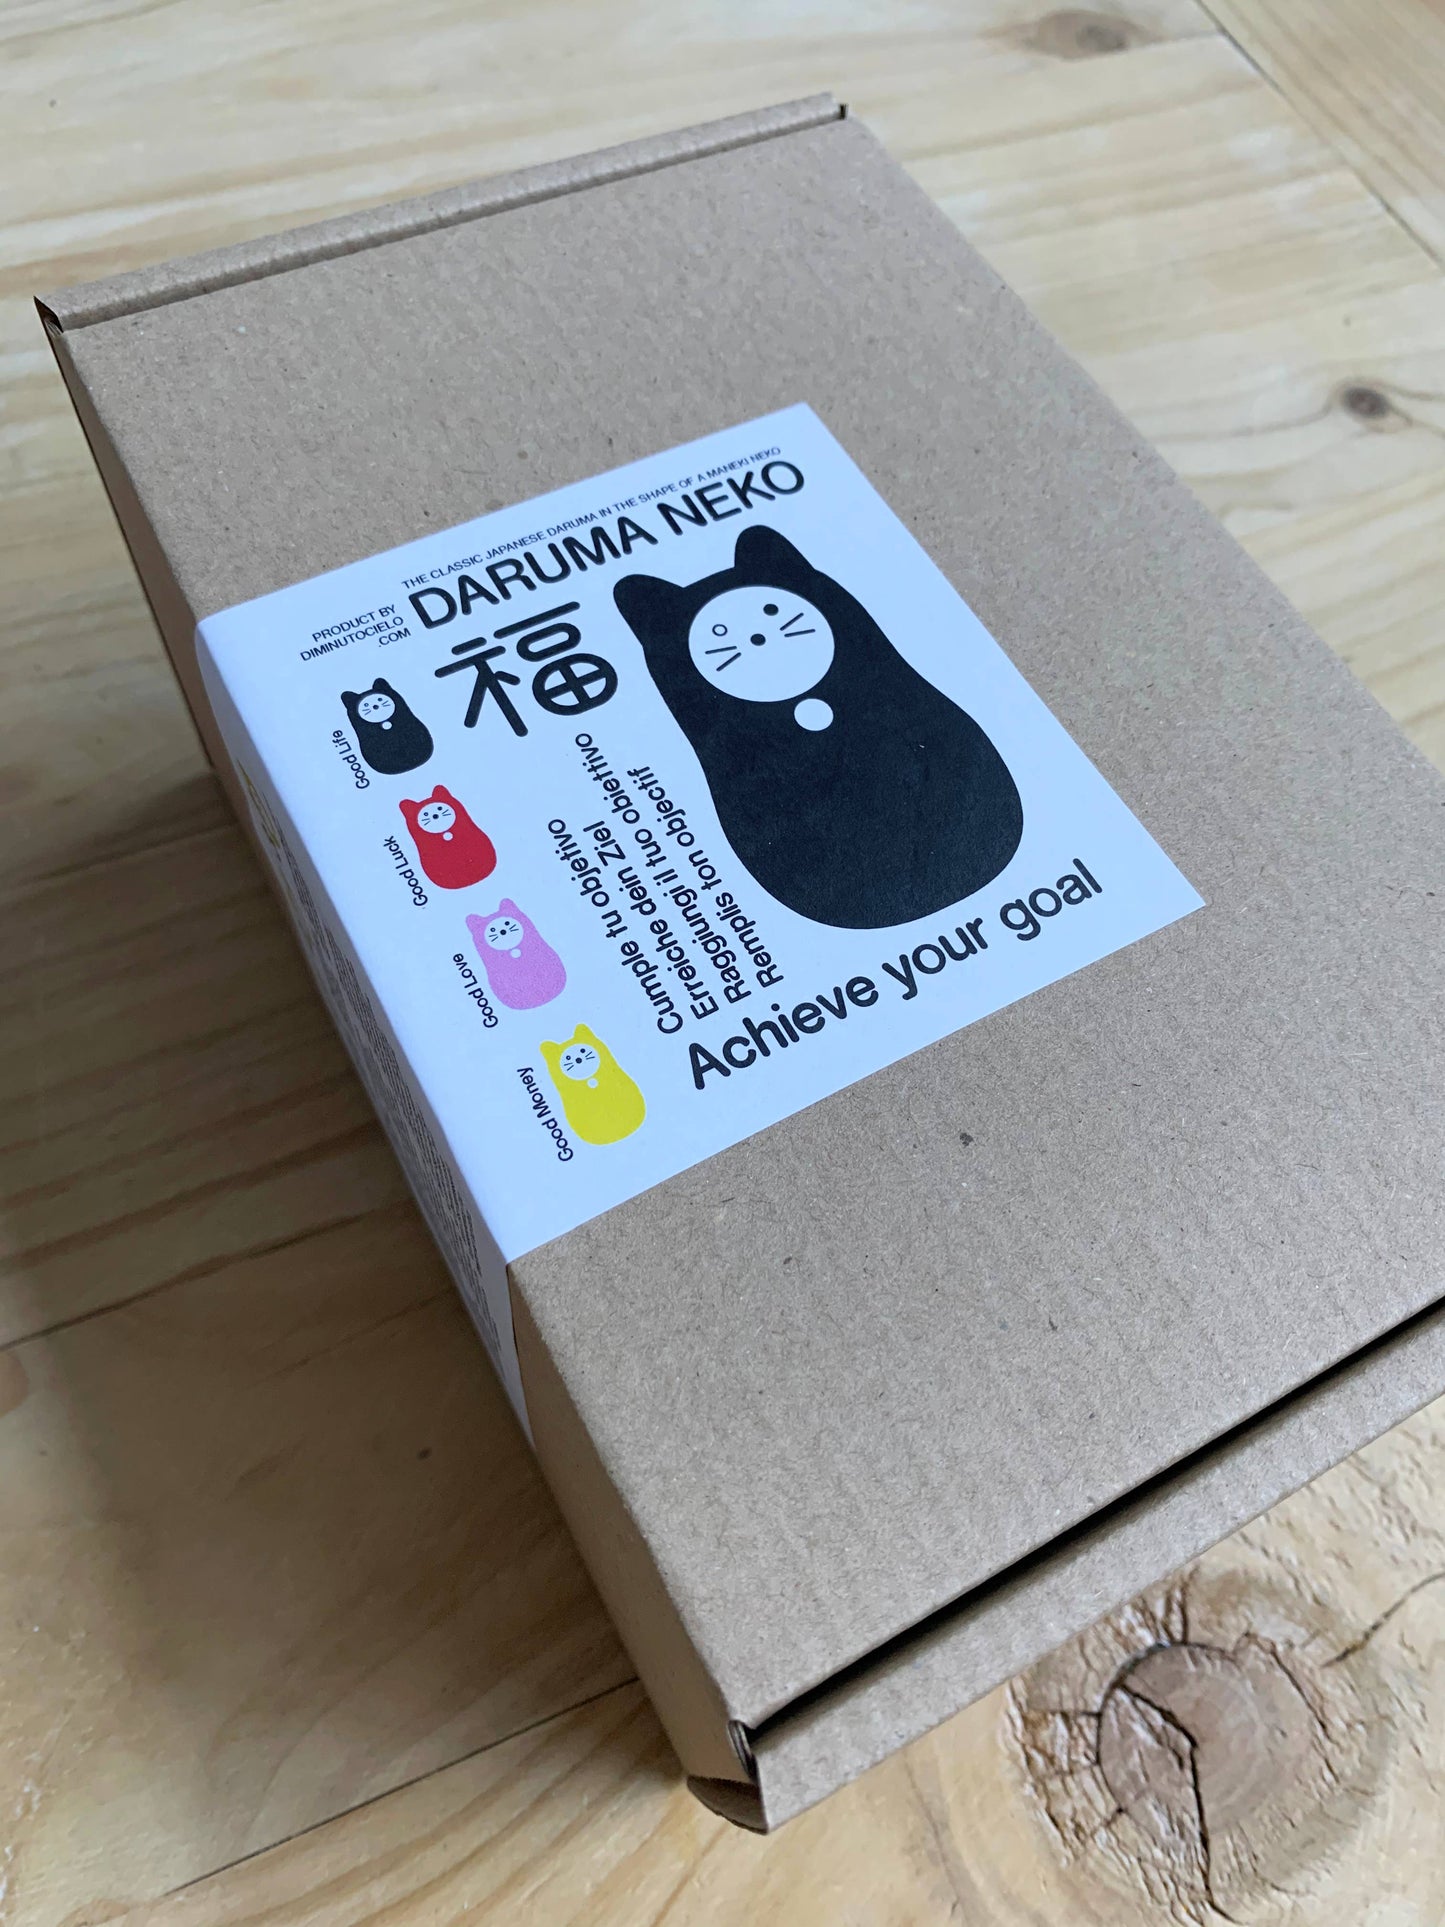 THE CLASSIC JAPANESE DARUMA IN THE SHAPE OF A MANEKI NEKO
DARUMA NEKO
PRODUCT BY
DIMINUTOCIELO
.COM
福
Good Life
Good Luck
Good Love
Good Money
Cumple tu objetivo
Erreiche dein Ziel
Raggiungi il tuo obiettivo
Remplis ton objectif
Achieve your goal